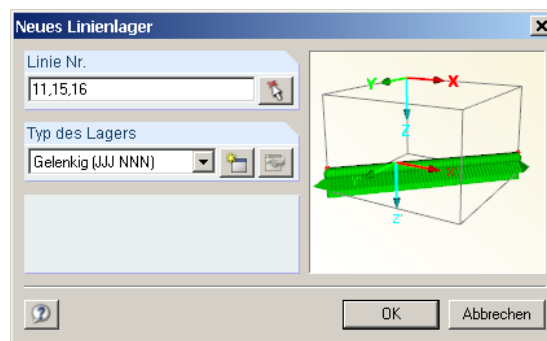 Neues Linienlager
Linie Nr.
11,15,16
Typ des Lagers
Gelenkig (JJJ NNN)
Y
X
Z
Z'
OK
Abbrechen